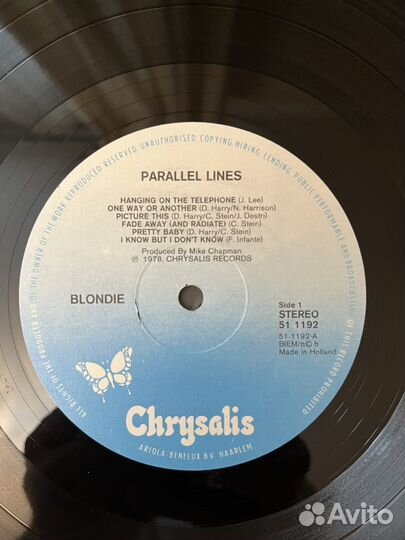 ALL RIGHTS OF THE PRODUCER AND OF THE OWNER OF THE WORK REPRODUCED RESERVED. UNAUTHORISED COPYING, HIRING, LENDING, PUBLIC PERFORMANCE AND BROADCASTING OF THIS RECORD PROHIBITED
PARALLEL LINES
HANGING ON THE TELEPHONE (J. Lee)
ONE WAY OR ANOTHER (D. Harry/N. Harrison)
PICTURE THIS (D. Harry/C. Stein/J. Destri)
FADE AWAY (AND RADIATE) (C. Stein)
PRETTY BABY (D. Harry/C. Stein)
I KNOW BUT I DON'T KNOW (F. Infante)
Produced By Mike Chapman
℗ 1978, CHRYSALIS RECORDS
BLONDIE
Side 1
STEREO
51 1192
51 1192-A
BIEM/n©b
Made in Holland
Chrysalis
ARIOLA BENELUX B.V. HAARLEM
Avito